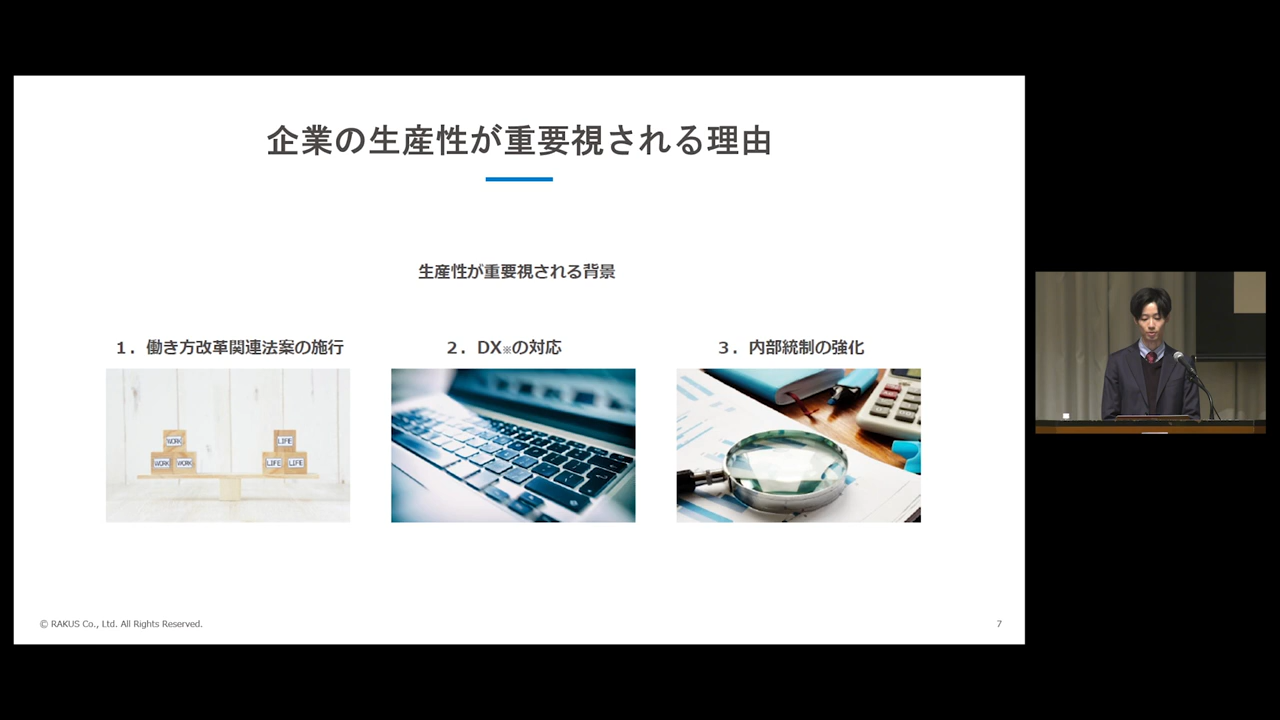 企業の生産性が重要視される理由
生産性が重要視される背景
1．働き方改革関連法案の施行
2．DX※の対応
3．内部統制の強化
WORK
LIFE
WORK WORK
LIFE LIFE
© RAKUS Co., Ltd. All Rights Reserved.
7